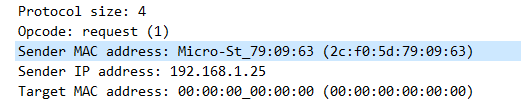 Protocol size: 4
Opcode: request (1)
Sender MAC address: Micro-St_79:09:63 (2c:f0:5d:79:09:63)
Sender IP address: 192.168.1.25
Target MAC address: 00:00:00_00:00:00 (00:00:00:00:00:00)